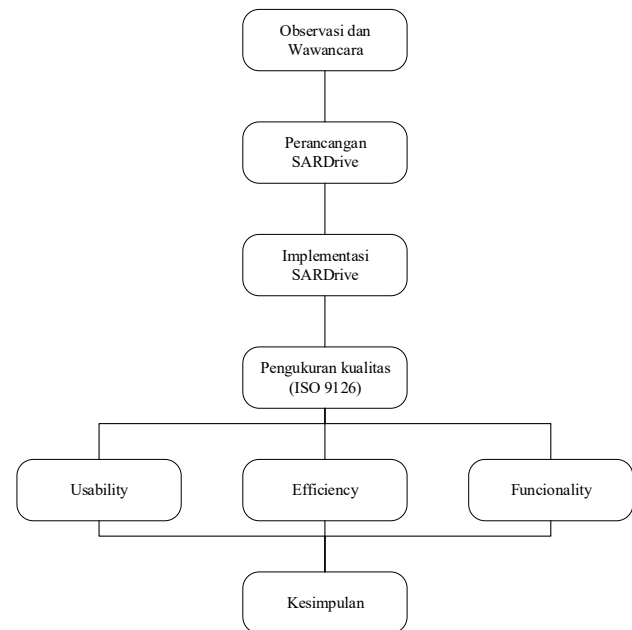 Observasi dan
Wawancara
Perancangan
SARDrive
Implementasi
SARDrive
Pengukuran kualitas
(ISO 9126)
Usability
Efficiency
Funcionality
Kesimpulan